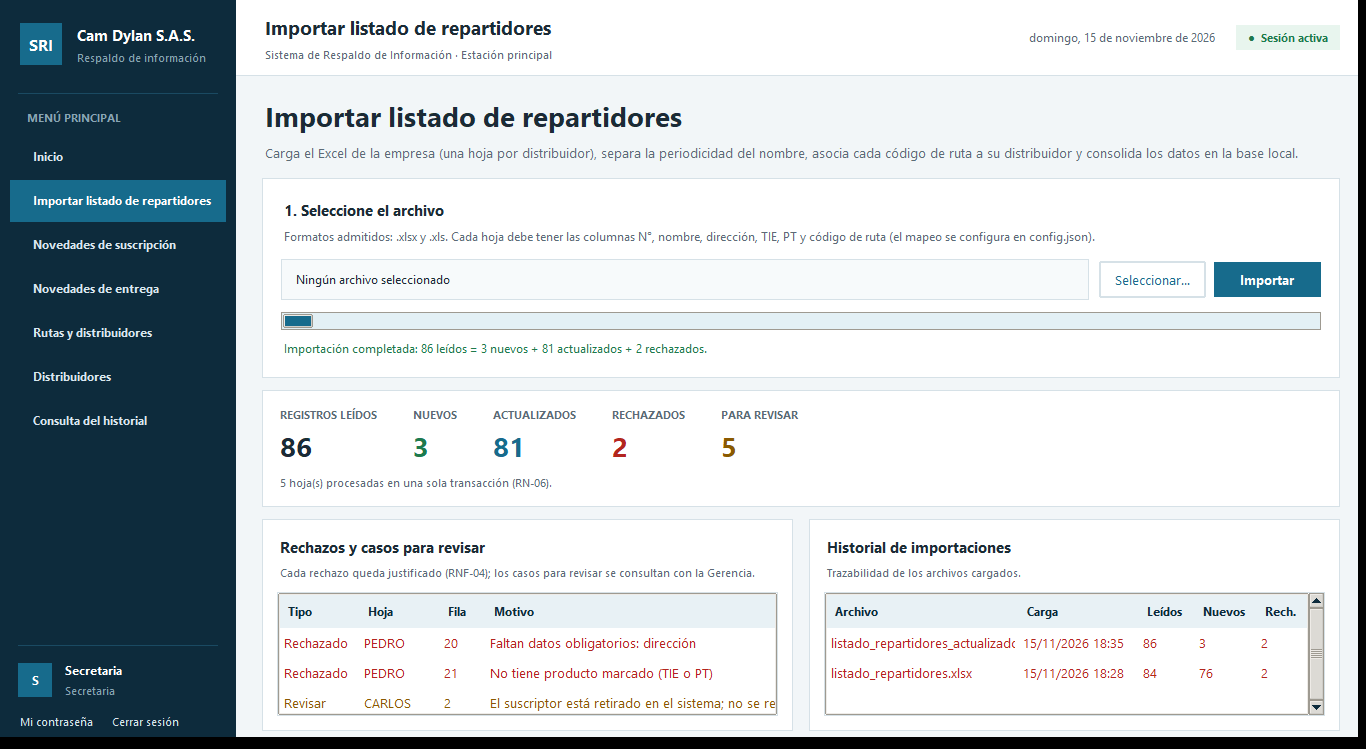 SRI
Cam Dylan S.A.S.
Respaldo de información
MENÚ PRINCIPAL
Inicio
Importar listado de repartidores
Novedades de suscripción
Novedades de entrega
Rutas y distribuidores
Distribuidores
Consulta del historial
S
Secretaria
Secretaria
Mi contraseña Cerrar sesión
Importar listado de repartidores
Sistema de Respaldo de Información · Estación principal
domingo, 15 de noviembre de 2026
● Sesión activa
Importar listado de repartidores
Carga el Excel de la empresa (una hoja por distribuidor), separa la periodicidad del nombre, asocia cada código de ruta a su distribuidor y consolida los datos en la base local.
1. Seleccione el archivo
Formatos admitidos: .xlsx y .xls. Cada hoja debe tener las columnas N°, nombre, dirección, TIE, PT y código de ruta (el mapeo se configura en config.json).
Ningún archivo seleccionado
Seleccionar...
Importar
Importación completada: 86 leídos = 3 nuevos + 81 actualizados + 2 rechazados.
REGISTROS LEÍDOS NUEVOS ACTUALIZADOS RECHAZADOS PARA REVISAR
86 3 81 2 5
5 hoja(s) procesadas en una sola transacción (RN-06).
Rechazos y casos para revisar
Cada rechazo queda justificado (RNF-04); los casos para revisar se consultan con la Gerencia.
Tipo Hoja Fila Motivo
Rechazado PEDRO 20 Faltan datos obligatorios: dirección
Rechazado PEDRO 21 No tiene producto marcado (TIE o PT)
Revisar CARLOS 2 El suscriptor está retirado en el sistema; no se re
Historial de importaciones
Trazabilidad de los archivos cargados.
Archivo Carga Leídos Nuevos Rech.
listado_repartidores_actualizado 15/11/2026 18:35 86 3 2
listado_repartidores.xlsx 15/11/2026 18:28 84 76 2